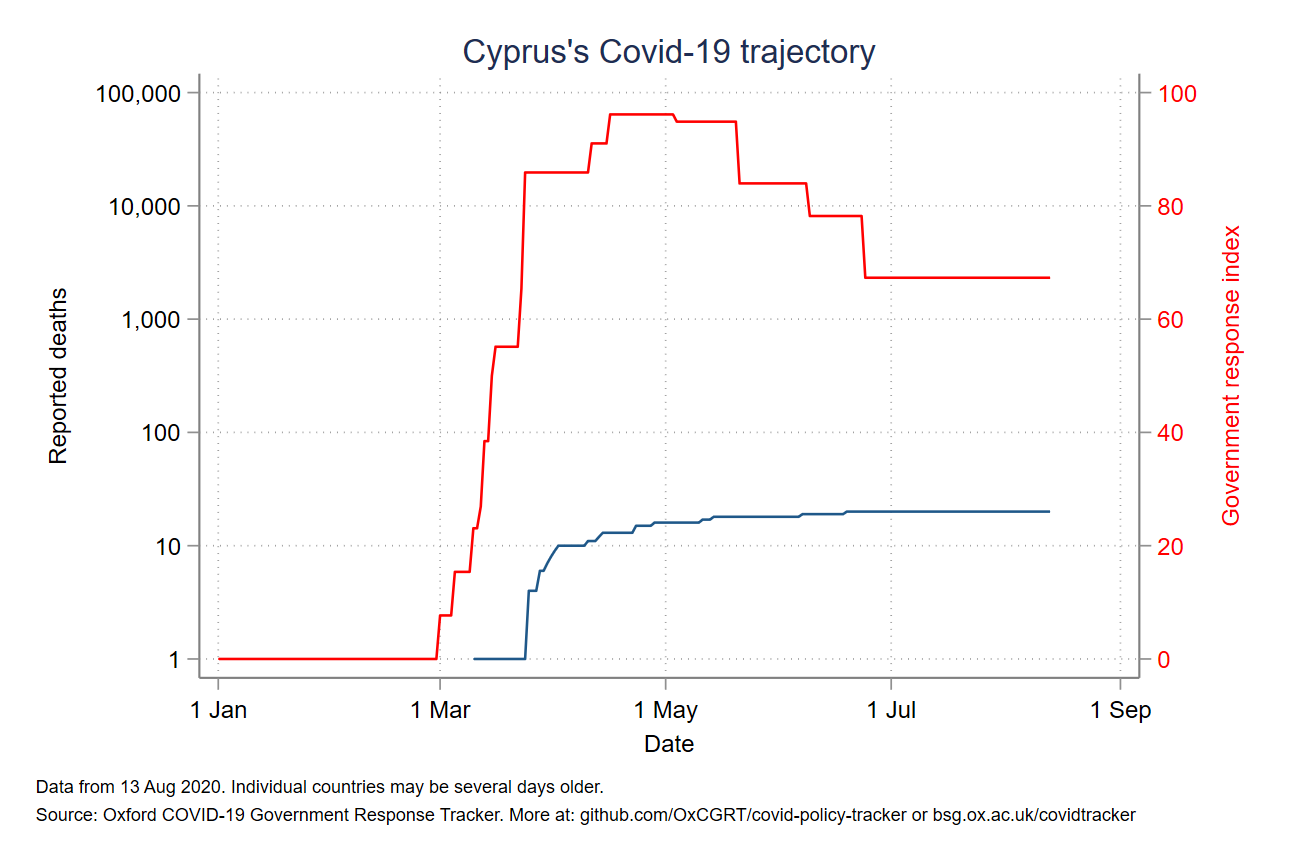 Cyprus's Covid-19 trajectory
100,000
10,000
1,000
100
10
1
Reported deaths
100
80
60
40
20
0
Government response index
1 Jan 1 Mar 1 May 1 Jul 1 Sep
Date
Data from 13 Aug 2020. Individual countries may be several days older.
Source: Oxford COVID-19 Government Response Tracker. More at: github.com/OxCGRT/covid-policy-tracker or bsg.ox.ac.uk/covidtracker